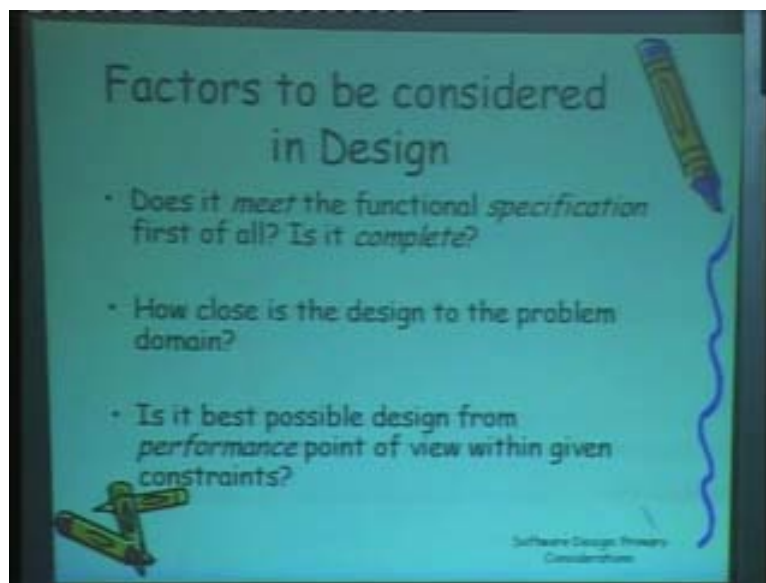 Factors to be considered
in Design
• Does it meet the functional specification
first of all? Is it complete?
• How close is the design to the problem
domain?
• Is it best possible design from
performance point of view within given
constraints?
Software Design Primary
Considerations